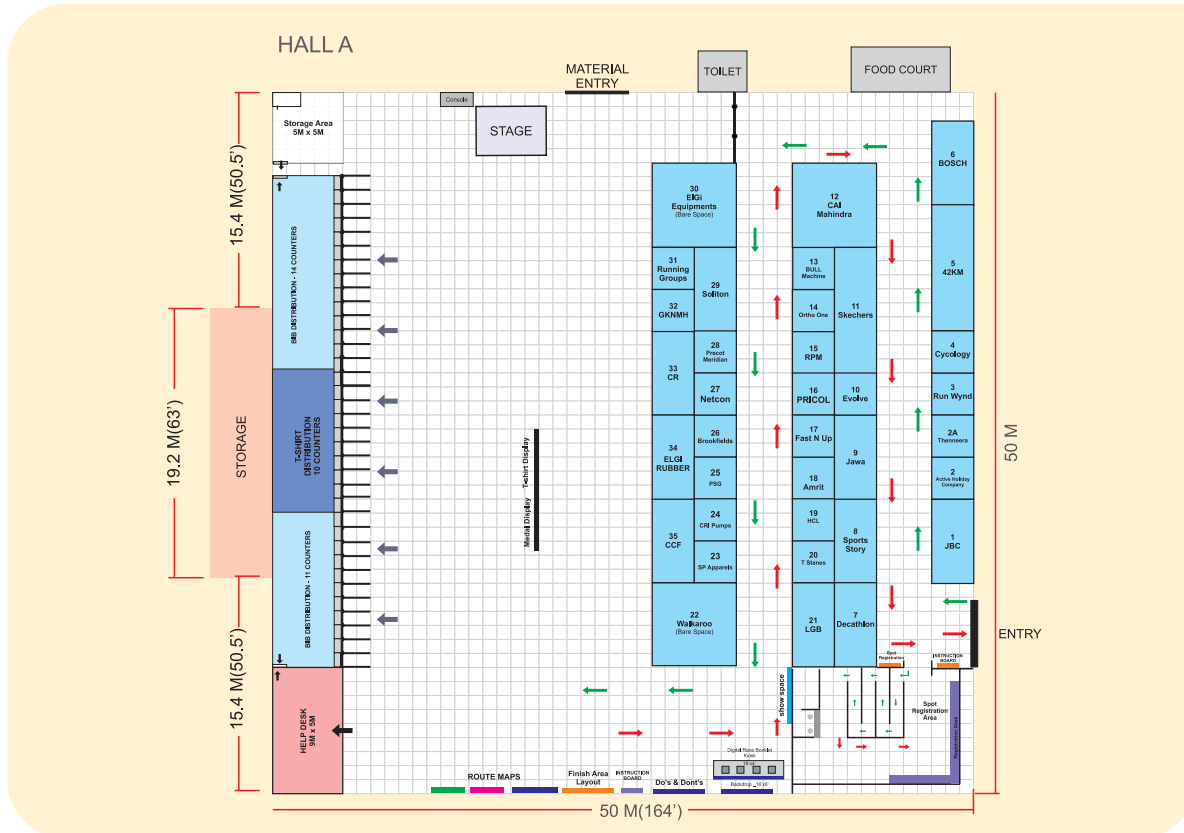 HALL A
MATERIAL
ENTRY
TOILET
FOOD COURT
Console
STAGE
Storage Area
5M x 5M
15.4 M(50.5')
19.2 M(63')
15.4 M(50.5')
STORAGE
BIB DISTRIBUTION - 14 COUNTERS
T-SHIRT
DISTRIBUTION
10 COUNTERS
BIB DISTRIBUTION - 11 COUNTERS
HELP DESK
9M x 5M
T-shirt Display
Medal Display
30
ElGi
Equipments
(Bare Space)
31
Running
Groups
32
GKNMH
33
CR
34
ELGI
RUBBER
35
CCF
29
Soliton
28
Precot
Meridian
27
Netcon
26
Brookfields
25
PSG
24
CRI Pumps
23
SP Apparels
22
Walkaroo
(Bare Space)
12
CAI
Mahindra
13
BULL
Machine
14
Ortho One
15
RPM
16
PRICOL
17
Fast N Up
18
Amrit
19
HCL
20
T Stanes
21
LGB
11
Skechers
10
Evolve
9
Jawa
8
Sports
Story
7
Decathlon
6
BOSCH
5
42KM
4
Cycology
3
Run Wynd
2A
Thenneera
2
Active Holiday
Company
1
JBC
50 M
ENTRY
Spot
Registration
INSTRUCTION
BOARD
Spot
Registration
Area
Registration Desk
show space
Digital Race Booklet
Kiosk
16'x4'
Backdrop _ 16'x8'
ROUTE MAPS
Finish Area
Layout
INSTRUCTION
BOARD
Do's & Dont's
50 M(164')